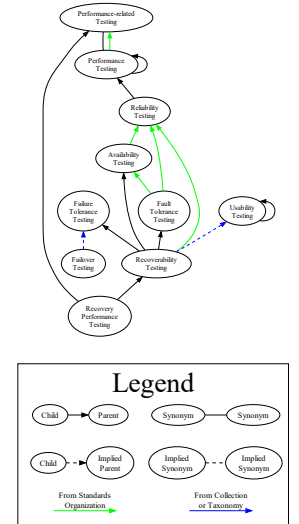 Performance-related
Testing
Performance
Testing
Reliability
Testing
Availability
Testing
Failure
Tolerance
Testing
Fault
Tolerance
Testing
Usability
Testing
Failover
Testing
Recoverability
Testing
Recovery
Performance
Testing
Legend
Child
Parent
Synonym
Synonym
Child
Implied
Parent
Implied
Synonym
Implied
Synonym
From Standards
Organization
From Collection
or Taxonomy